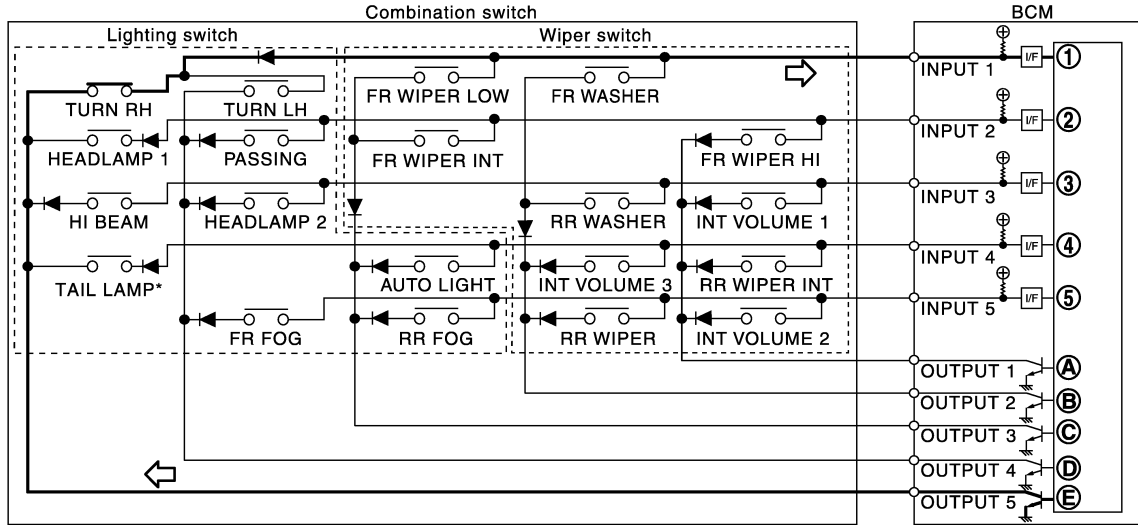 Combination switch
BCM
Lighting switch
Wiper switch
INPUT 1
I/F
1
TURN RH
TURN LH
FR WIPER LOW
FR WASHER
INPUT 2
I/F
2
HEADLAMP 1
PASSING
FR WIPER INT
FR WIPER HI
INPUT 3
I/F
3
HI BEAM
HEADLAMP 2
RR WASHER
INT VOLUME 1
INPUT 4
I/F
4
TAIL LAMP*
AUTO LIGHT
INT VOLUME 3
RR WIPER INT
INPUT 5
I/F
5
FR FOG
RR FOG
RR WIPER
INT VOLUME 2
OUTPUT 1
A
OUTPUT 2
B
OUTPUT 3
C
OUTPUT 4
D
OUTPUT 5
E